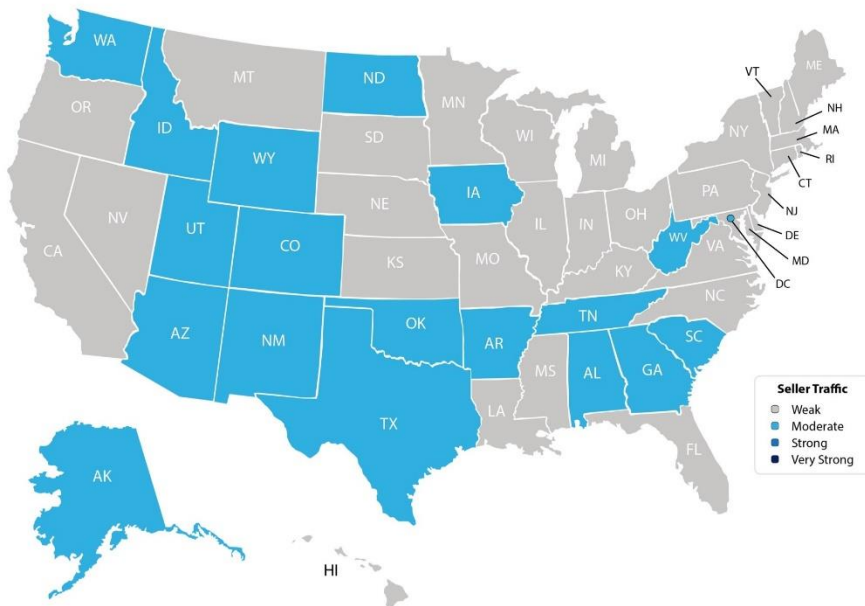 WA
MT
ND
MN
VT
ME
OR
ID
SD
WI
MI
NY
NH
MA
RI
CT
WY
IA
NE
PA
NJ
NV
UT
CO
IL
IN
OH
WV
DE
MD
DC
VA
CA
KS
MO
KY
NC
AZ
NM
OK
AR
TN
SC
TX
MS
AL
GA
LA
FL
AK
HI
Seller Traffic
Weak
Moderate
Strong
Very Strong